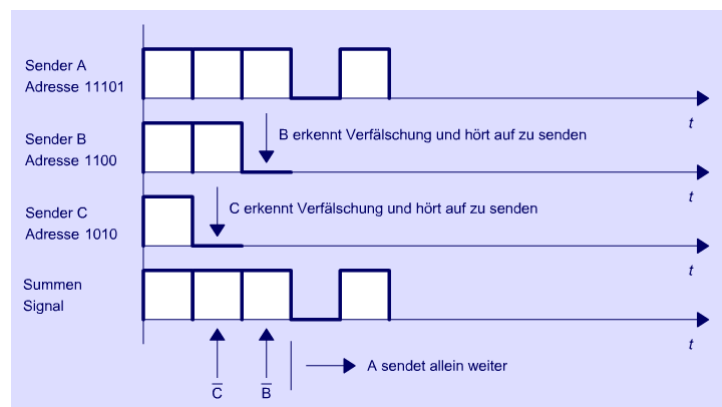 Sender A
Adresse 11101
t
B erkennt Verfälschung und hört auf zu senden
Sender B
Adresse 1100
t
C erkennt Verfälschung und hört auf zu senden
Sender C
Adresse 1010
t
Summen
Signal
t
A sendet allein weiter
C̅ B̅